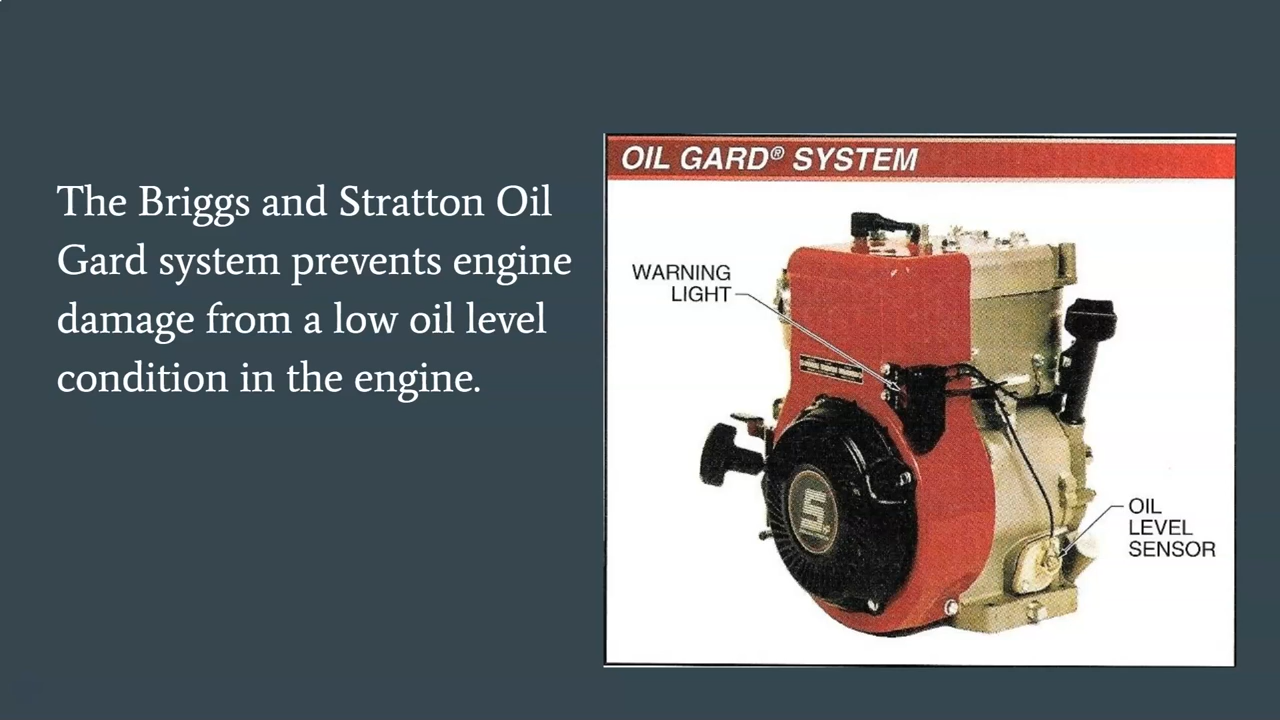 The Briggs and Stratton Oil
Gard system prevents engine
damage from a low oil level
condition in the engine.
OIL GARD® SYSTEM
WARNING
LIGHT
OIL
LEVEL
SENSOR